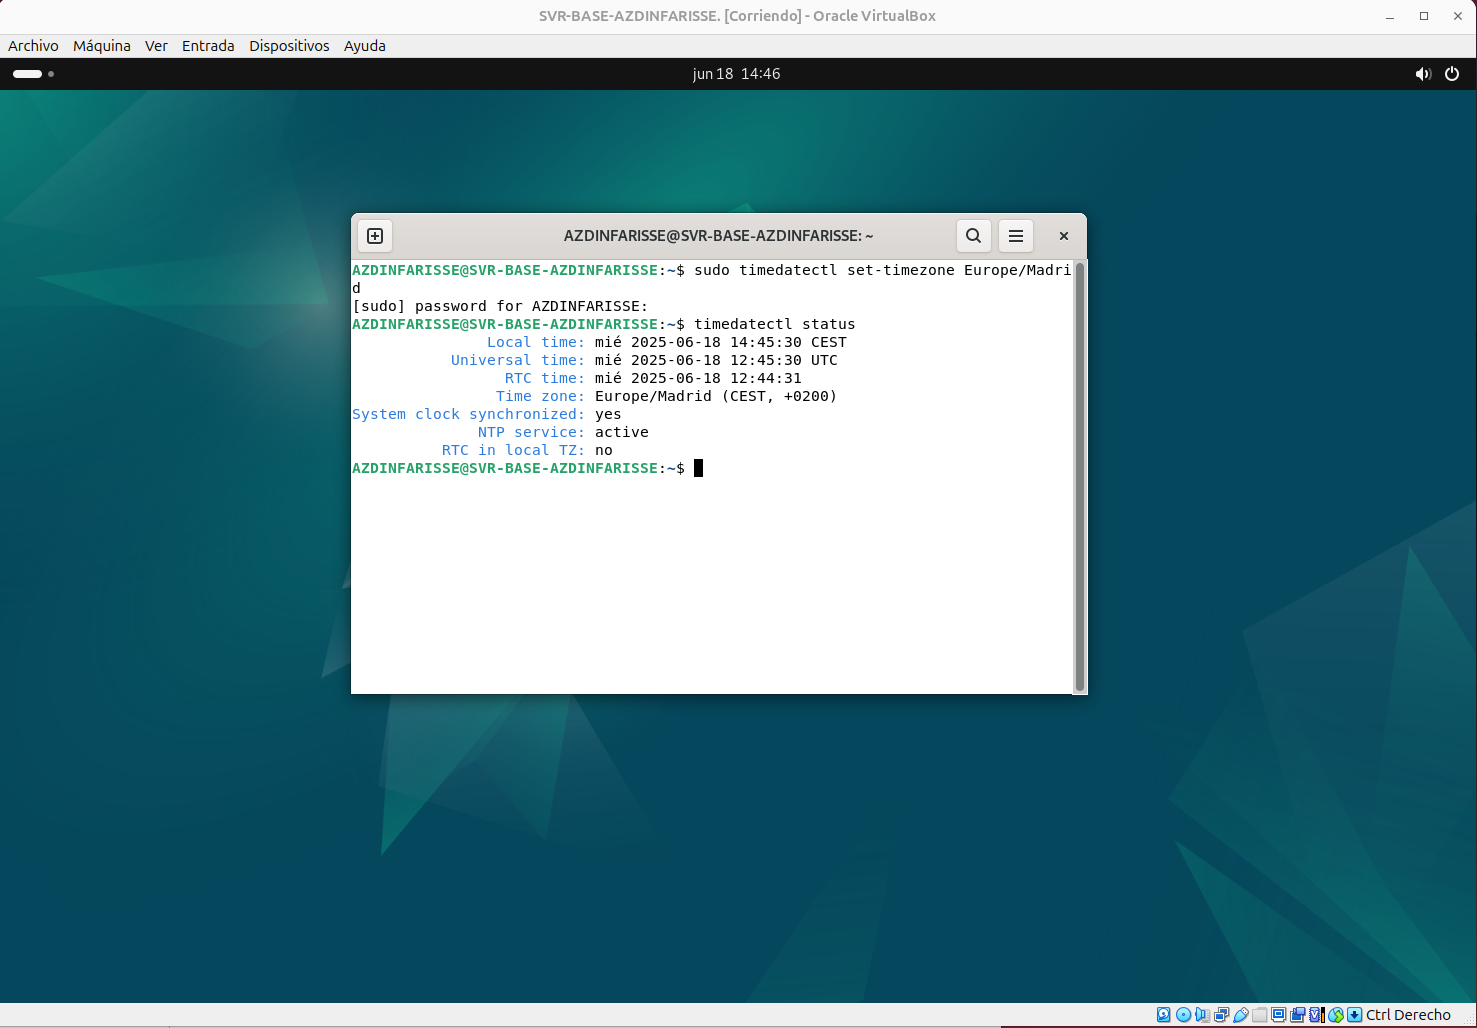 SVR-BASE-AZDINFARISSE. [Corriendo] - Oracle VirtualBox
Archivo Máquina Ver Entrada Dispositivos Ayuda
jun 18 14:46
AZDINFARISSE@SVR-BASE-AZDINFARISSE: ~
AZDINFARISSE@SVR-BASE-AZDINFARISSE:~$ sudo timedatectl set-timezone Europe/Madri
d
[sudo] password for AZDINFARISSE:
AZDINFARISSE@SVR-BASE-AZDINFARISSE:~$ timedatectl status
Local time: mié 2025-06-18 14:45:30 CEST
Universal time: mié 2025-06-18 12:45:30 UTC
RTC time: mié 2025-06-18 12:44:31
Time zone: Europe/Madrid (CEST, +0200)
System clock synchronized: yes
NTP service: active
RTC in local TZ: no
AZDINFARISSE@SVR-BASE-AZDINFARISSE:~$
Ctrl Derecho